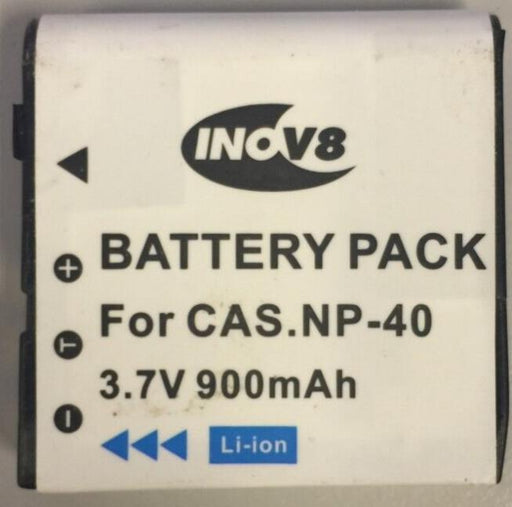 INOV8
BATTERY PACK
For CAS.NP-40
3.7V 900mAh
Li-ion
+
T
-